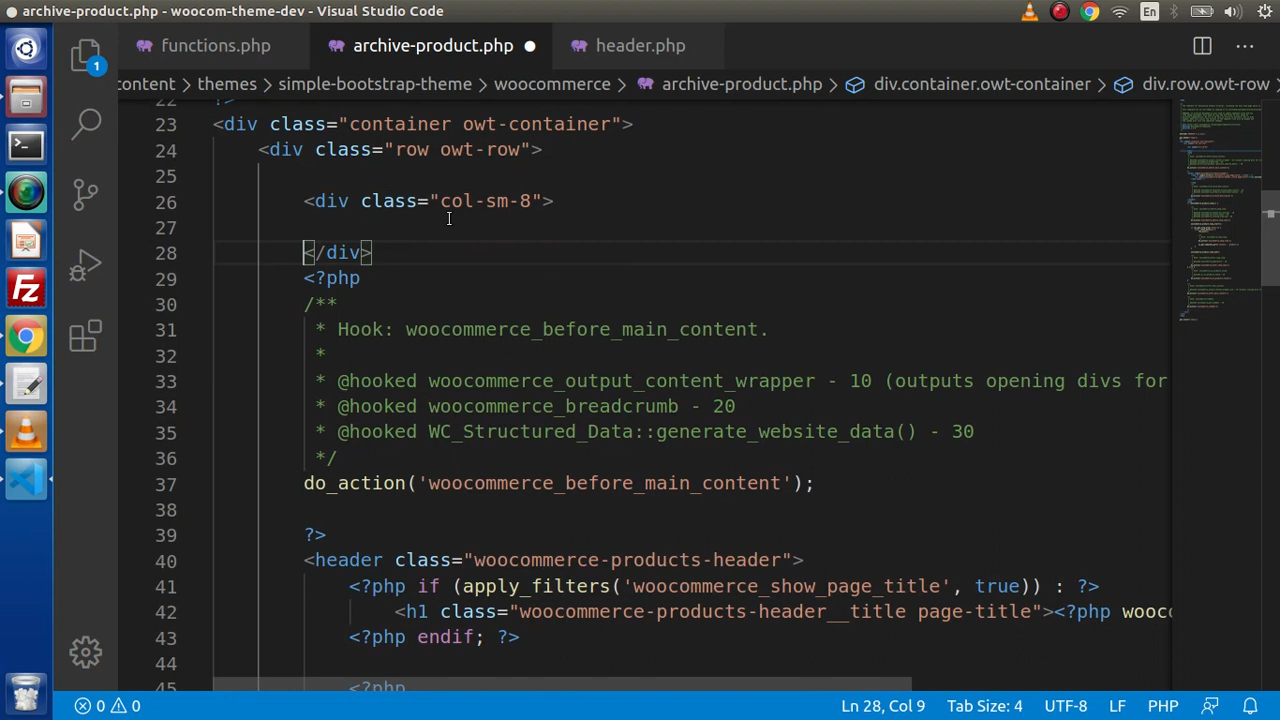 archive-product.php - woocom-theme-dev - Visual Studio Code
En
functions.php
archive-product.php
header.php
1
content
themes
simple-bootstrap-theme
woocommerce
archive-product.php
div.container.owt-container
div.row.owt-row
22 ?>
23 <div class="container owt-container">
24 <div class="row owt-row">
25
26 <div class="col-sm-8">
27
28 </div>
29 <?php
30 /**
31 * Hook: woocommerce_before_main_content.
32 *
33 * @hooked woocommerce_output_content_wrapper - 10 (outputs opening divs for
34 * @hooked woocommerce_breadcrumb - 20
35 * @hooked WC_Structured_Data::generate_website_data() - 30
36 */
37 do_action('woocommerce_before_main_content');
38
39 ?>
40 <header class="woocommerce-products-header">
41 <?php if (apply_filters('woocommerce_show_page_title', true)) : ?>
42 <h1 class="woocommerce-products-header__title page-title"><?php wooc
43 <?php endif; ?>
44
45 <?php
0
0
Ln 28, Col 9
Tab Size: 4
UTF-8
LF
PHP